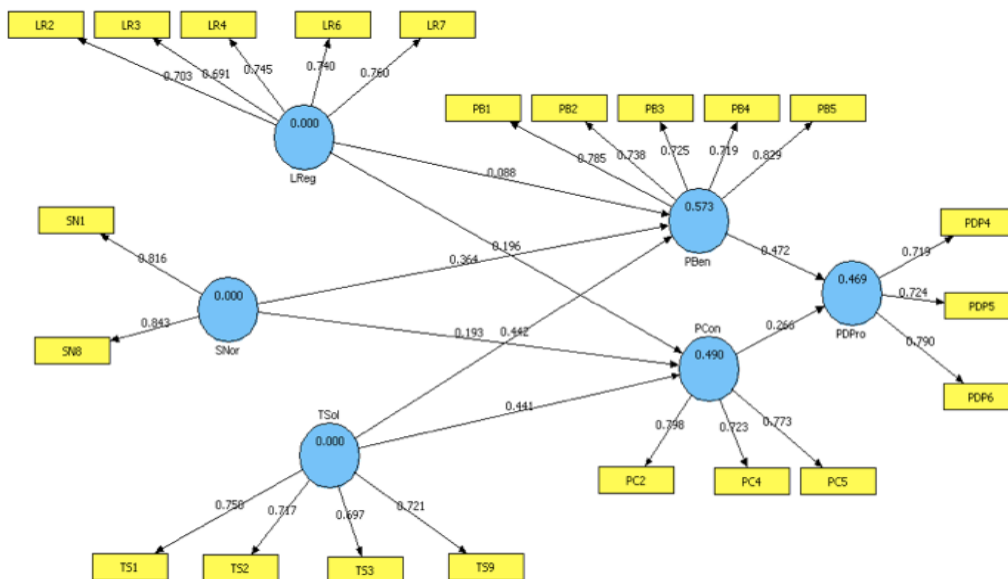 LR2
LR3
LR4
LR6
LR7
0.703
0.691
0.745
0.740
0.760
0.000
LReg
PB1
PB2
PB3
PB4
PB5
0.785
0.738
0.725
0.719
0.829
0.088
0.573
PBen
SN1
0.816
0.196
0.364
0.472
PDP4
0.719
0.469
PDPro
0.724
PDP5
0.000
SNor
0.843
SN8
0.193
0.442
PCon
0.266
0.490
0.790
PDP6
TSol
0.441
0.000
0.798
0.723
0.773
PC2
PC4
PC5
0.750
0.717
0.697
0.721
TS1
TS2
TS3
TS9